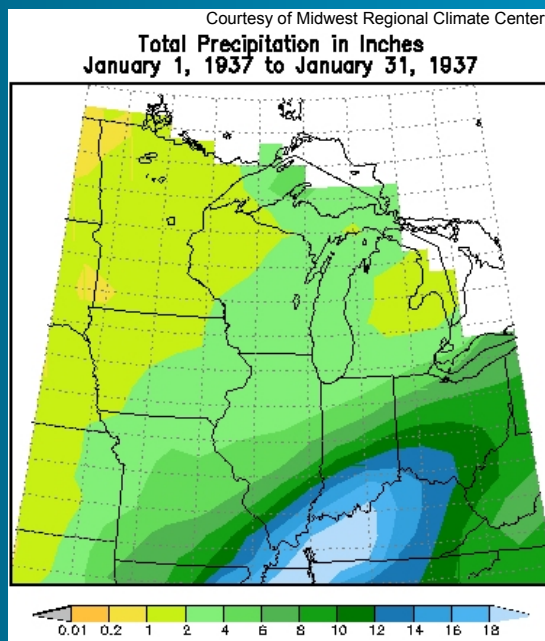 Courtesy of Midwest Regional Climate Center
Total Precipitation in Inches
January 1, 1937 to January 31, 1937
0.01 0.2 1 2 4 6 8 10 12 14 16 18